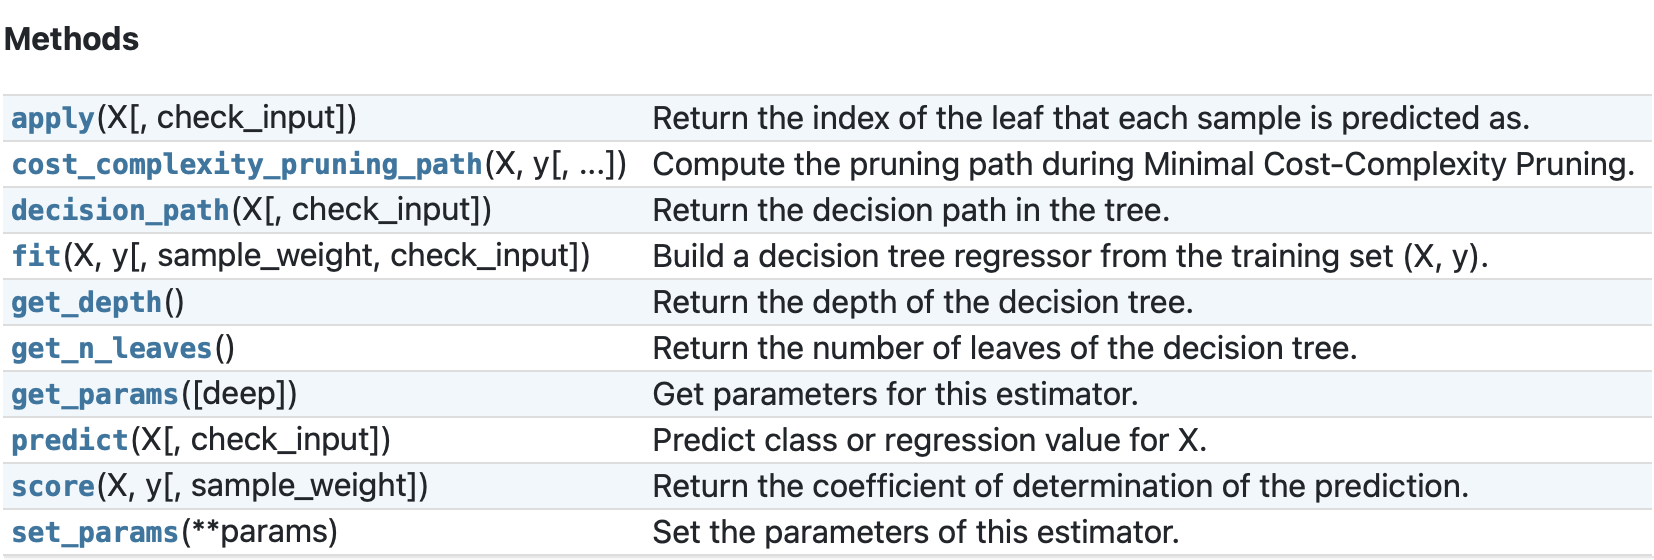 Methods
apply(X[, check_input]) Return the index of the leaf that each sample is predicted as.
cost_complexity_pruning_path(X, y[, ...]) Compute the pruning path during Minimal Cost-Complexity Pruning.
decision_path(X[, check_input]) Return the decision path in the tree.
fit(X, y[, sample_weight, check_input]) Build a decision tree regressor from the training set (X, y).
get_depth() Return the depth of the decision tree.
get_n_leaves() Return the number of leaves of the decision tree.
get_params([deep]) Get parameters for this estimator.
predict(X[, check_input]) Predict class or regression value for X.
score(X, y[, sample_weight]) Return the coefficient of determination of the prediction.
set_params(**params) Set the parameters of this estimator.